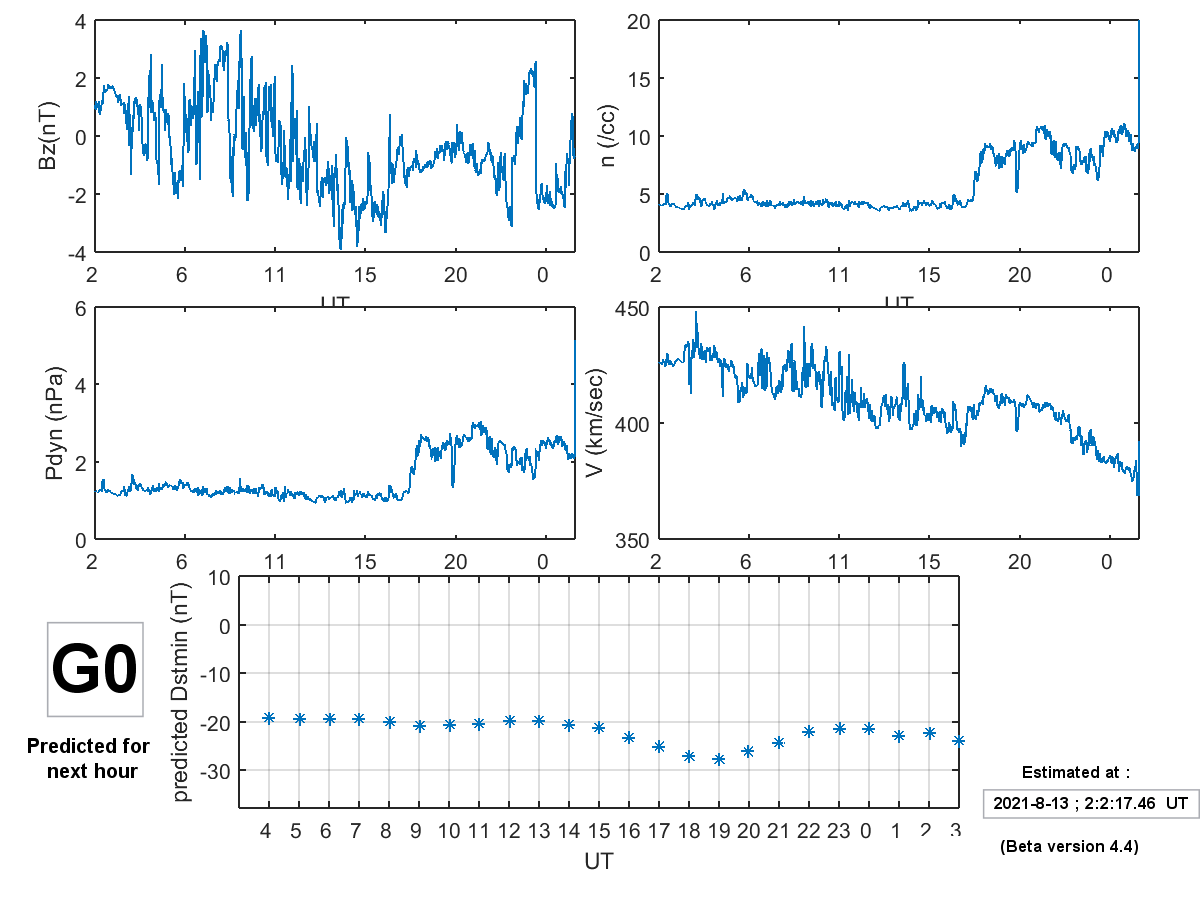 4
2
0
-2
-4
Bz(nT)
2 6 11 15 20 0
UT
20
15
10
5
0
n (/cc)
2 6 11 15 20 0
UT
6
4
2
0
Pdyn (nPa)
2 6 11 15 20 0
450
400
350
V (km/sec)
2 6 11 15 20 0
10
0
-10
-20
-30
predicted Dstmin (nT)
4 5 6 7 8 9 10 11 12 13 14 15 16 17 18 19 20 21 22 23 0 1 2 3
UT
G0
Predicted for
next hour
Estimated at :
2021-8-13 ; 2:2:17.46 UT
(Beta version 4.4)